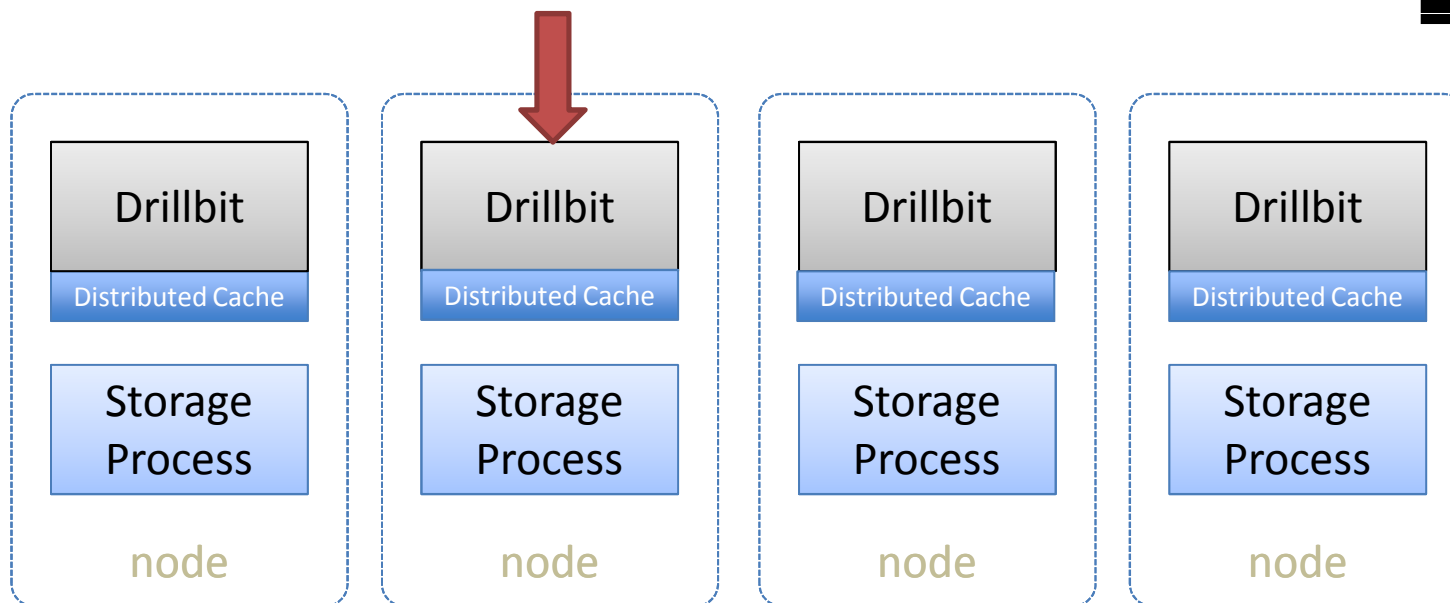 Drillbit
Distributed Cache
Storage
Process
node
Drillbit
Distributed Cache
Storage
Process
node
Drillbit
Distributed Cache
Storage
Process
node
Drillbit
Distributed Cache
Storage
Process
node